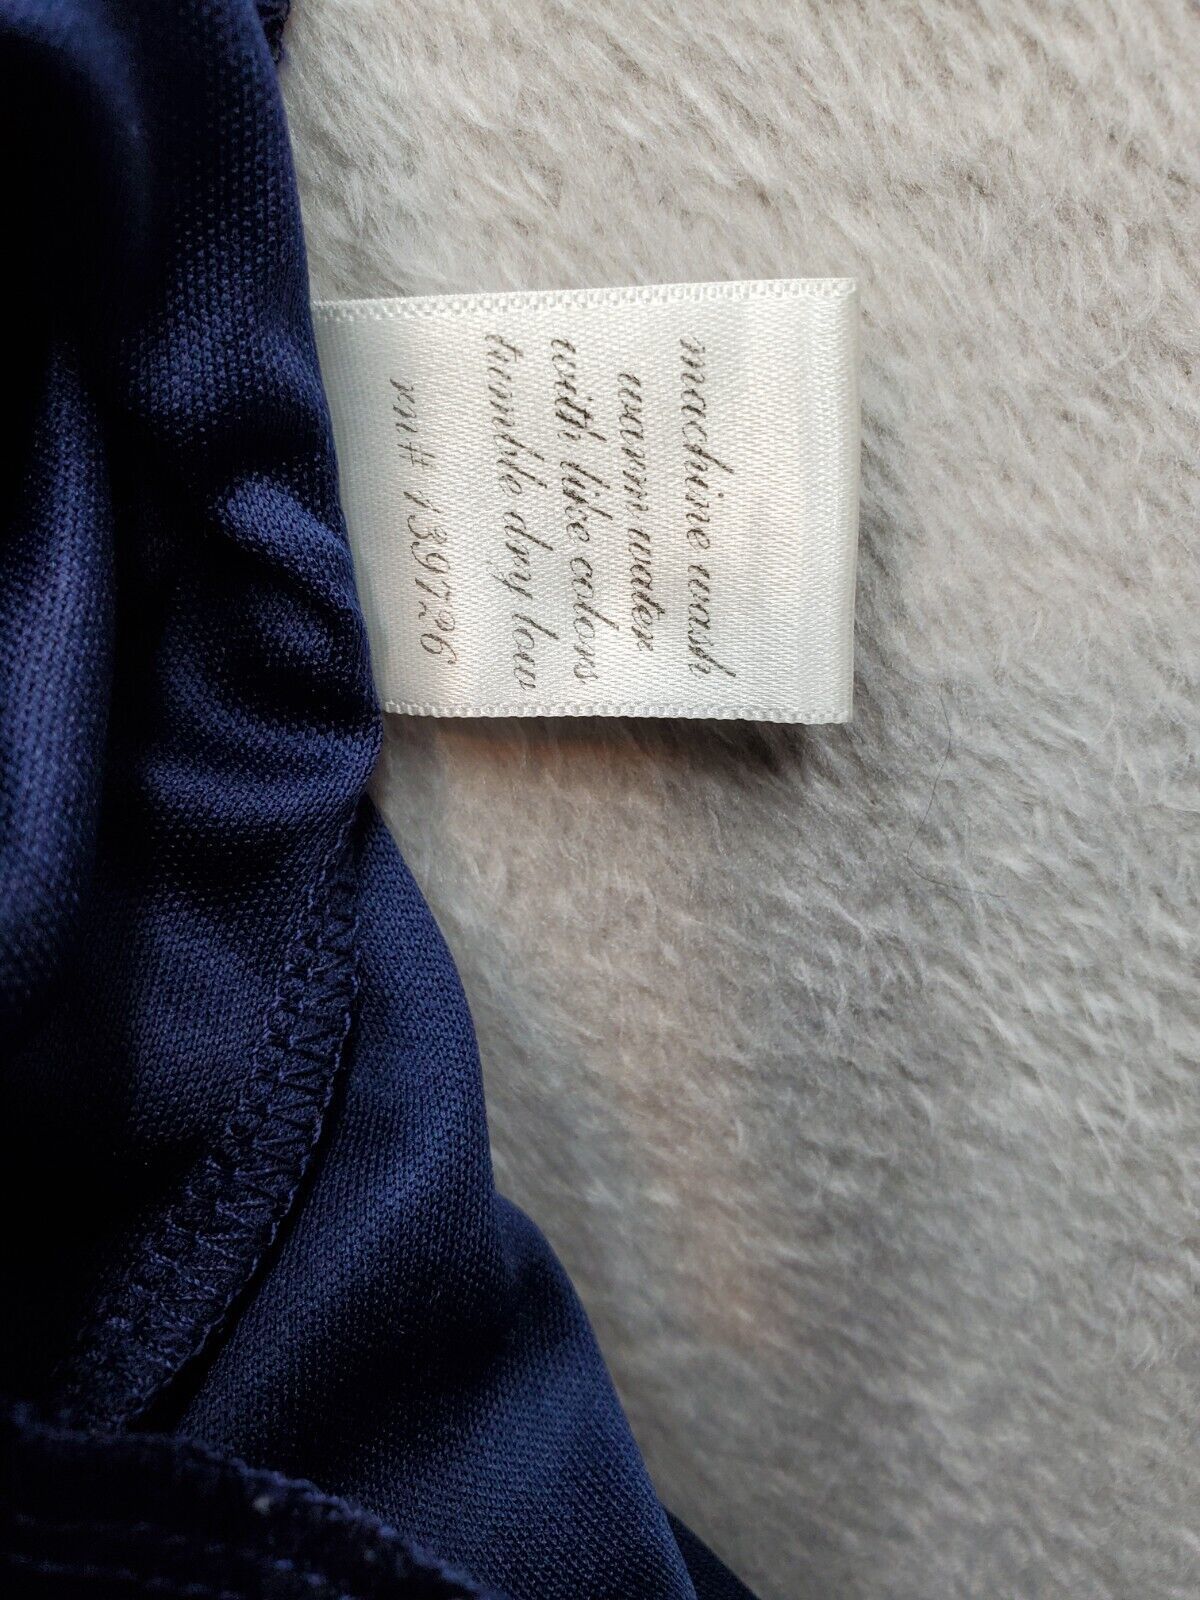 machine wash
warm water
with like colors
tumble dry low
rn# 139726